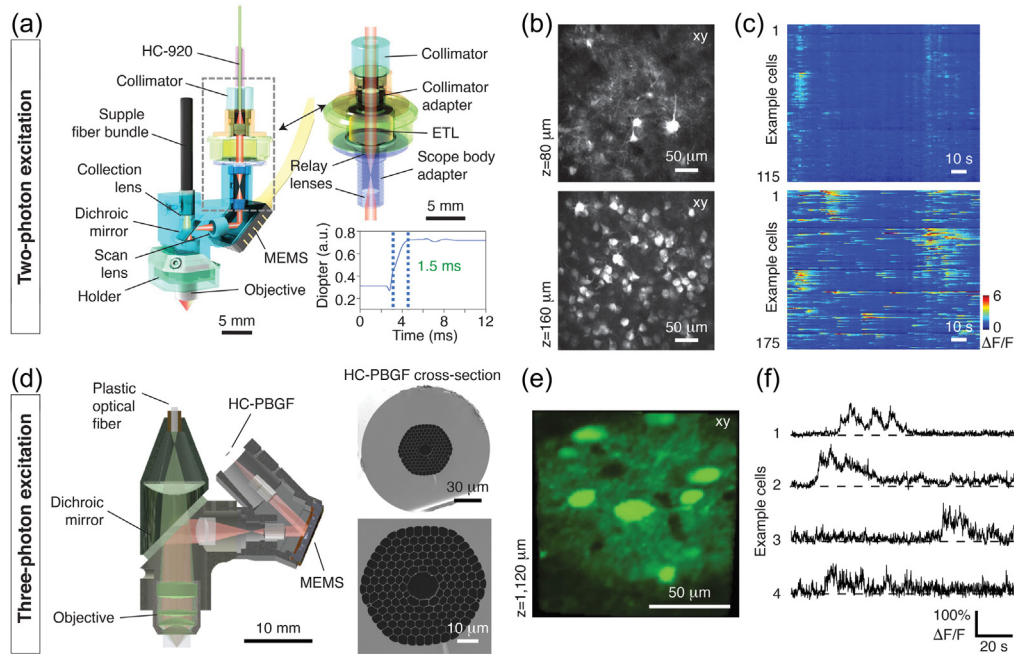 Two-photon excitation
(a)
HC-920
Collimator
Supple
fiber bundle
Collection
lens
Dichroic
mirror
Scan
lens
Holder
MEMS
Objective
5 mm
Collimator
Collimator
adapter
ETL
Scope body
adapter
Relay
lenses
5 mm
Diopter (a.u.)
0.8
0.6
0.4
0.2
1.5 ms
0
4
8
12
Time (ms)
(b)
xy
z=80 μm
50 μm
xy
z=160 μm
50 μm
(c)
1
Example cells
115
10 s
1
Example cells
175
10 s
6
0
ΔF/F
Three-photon excitation
(d)
Plastic
optical
fiber
HC-PBGF
Dichroic
mirror
MEMS
Objective
10 mm
HC-PBGF cross-section
30 μm
10 μm
(e)
xy
z=1,120 μm
50 μm
(f)
Example cells
1
2
3
4
100%
ΔF/F
20 s